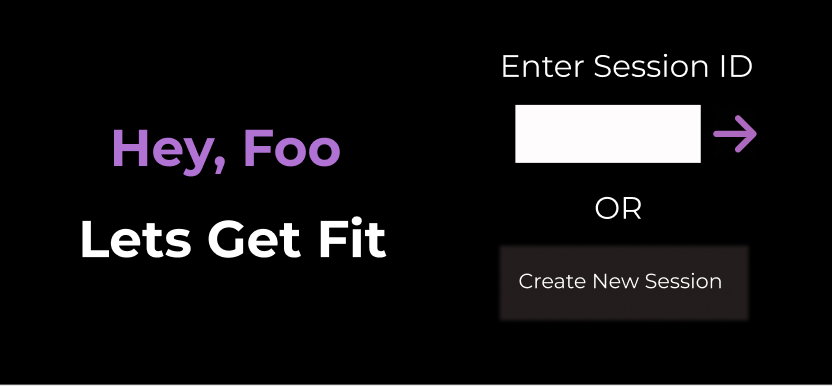 Hey, Foo
Lets Get Fit
Enter Session ID
OR
Create New Session